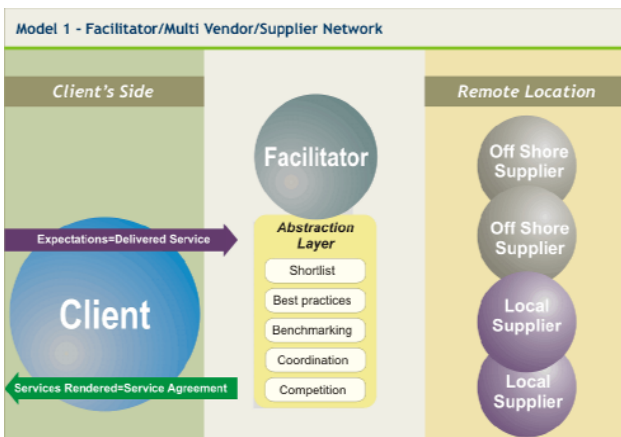 Model 1 - Facilitator/Multi Vendor/Supplier Network
Client's Side
Remote Location
Facilitator
Off Shore
Supplier
Off Shore
Supplier
Expectations=Delivered Service
Abstraction
Layer
Shortlist
Best practices
Benchmarking
Coordination
Competition
Client
Local
Supplier
Local
Supplier
Services Rendered=Service Agreement